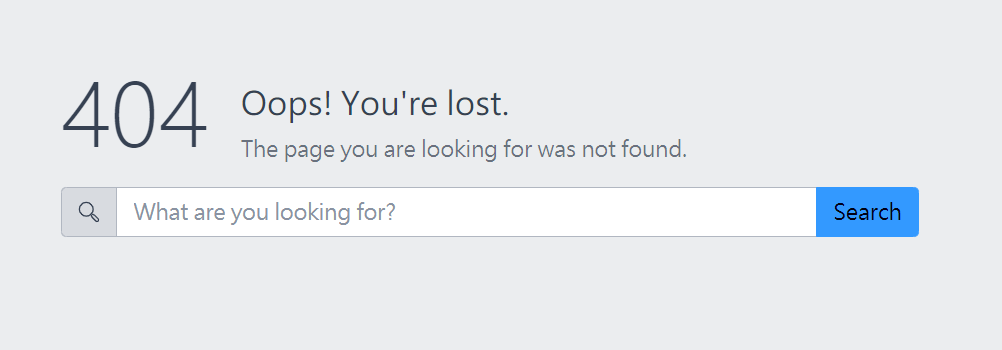 404
Oops! You're lost.
The page you are looking for was not found.
What are you looking for?
Search